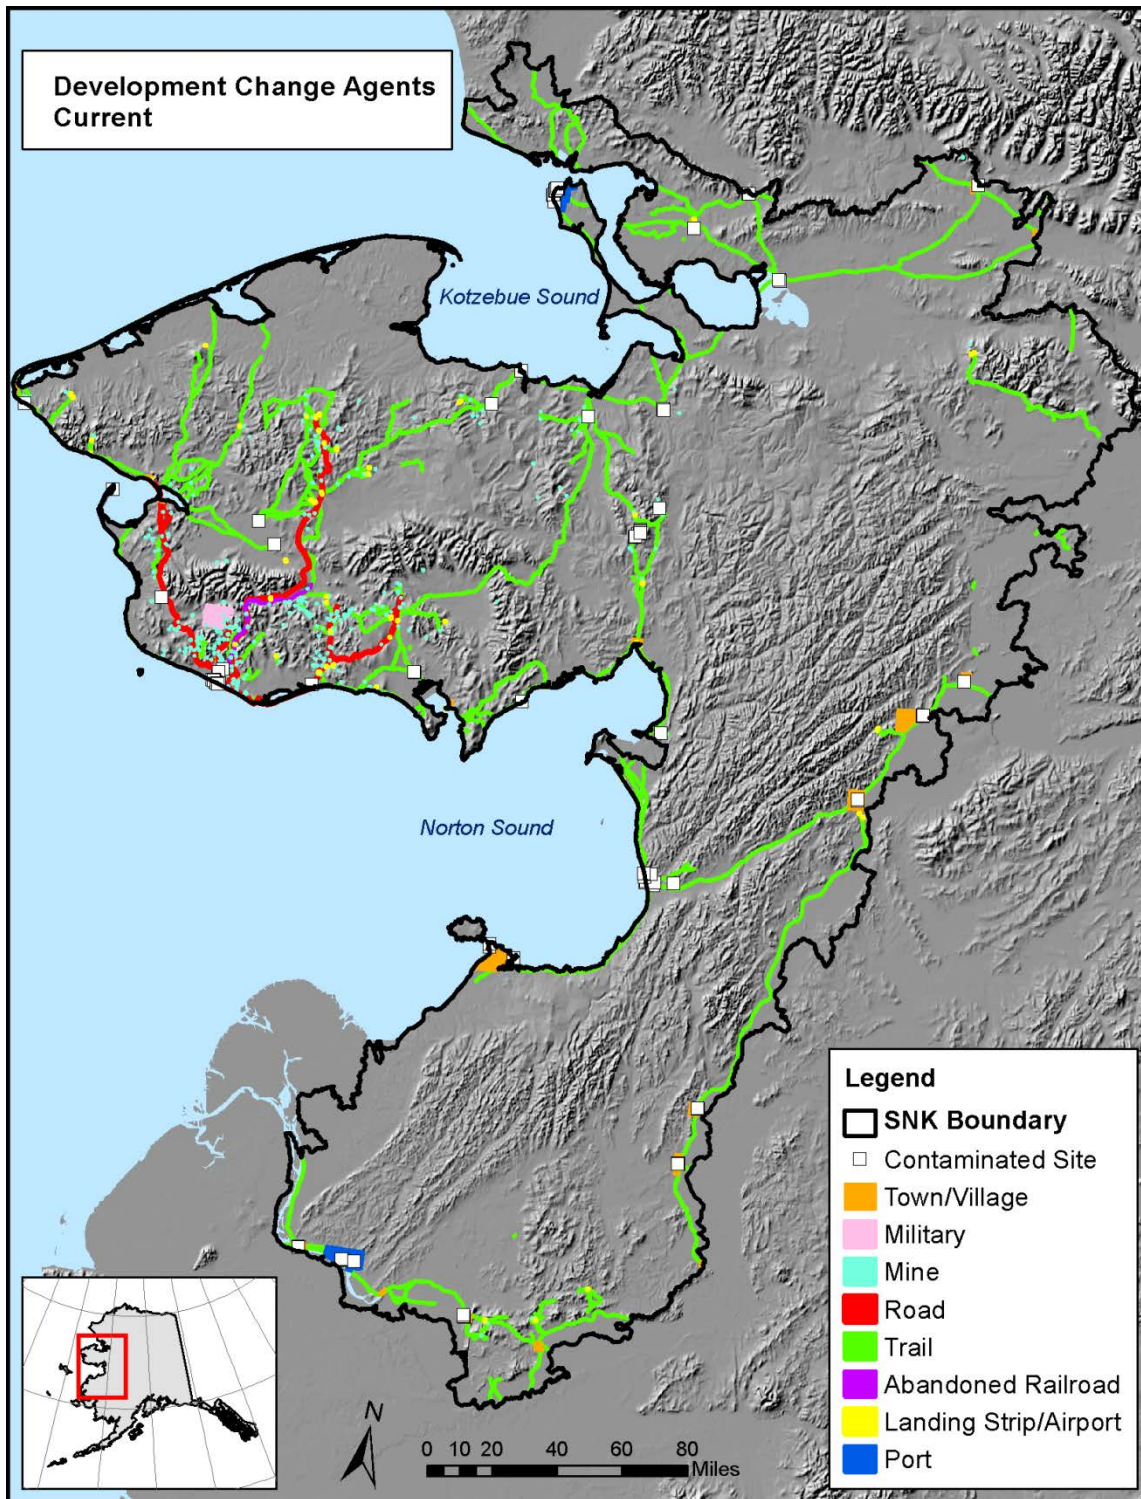 Development Change Agents
Current
Kotzebue Sound
Norton Sound
Legend
SNK Boundary
Contaminated Site
Town/Village
Military
Mine
Road
Trail
Abandoned Railroad
Landing Strip/Airport
Port
N
0 10 20 40 60 80
Miles